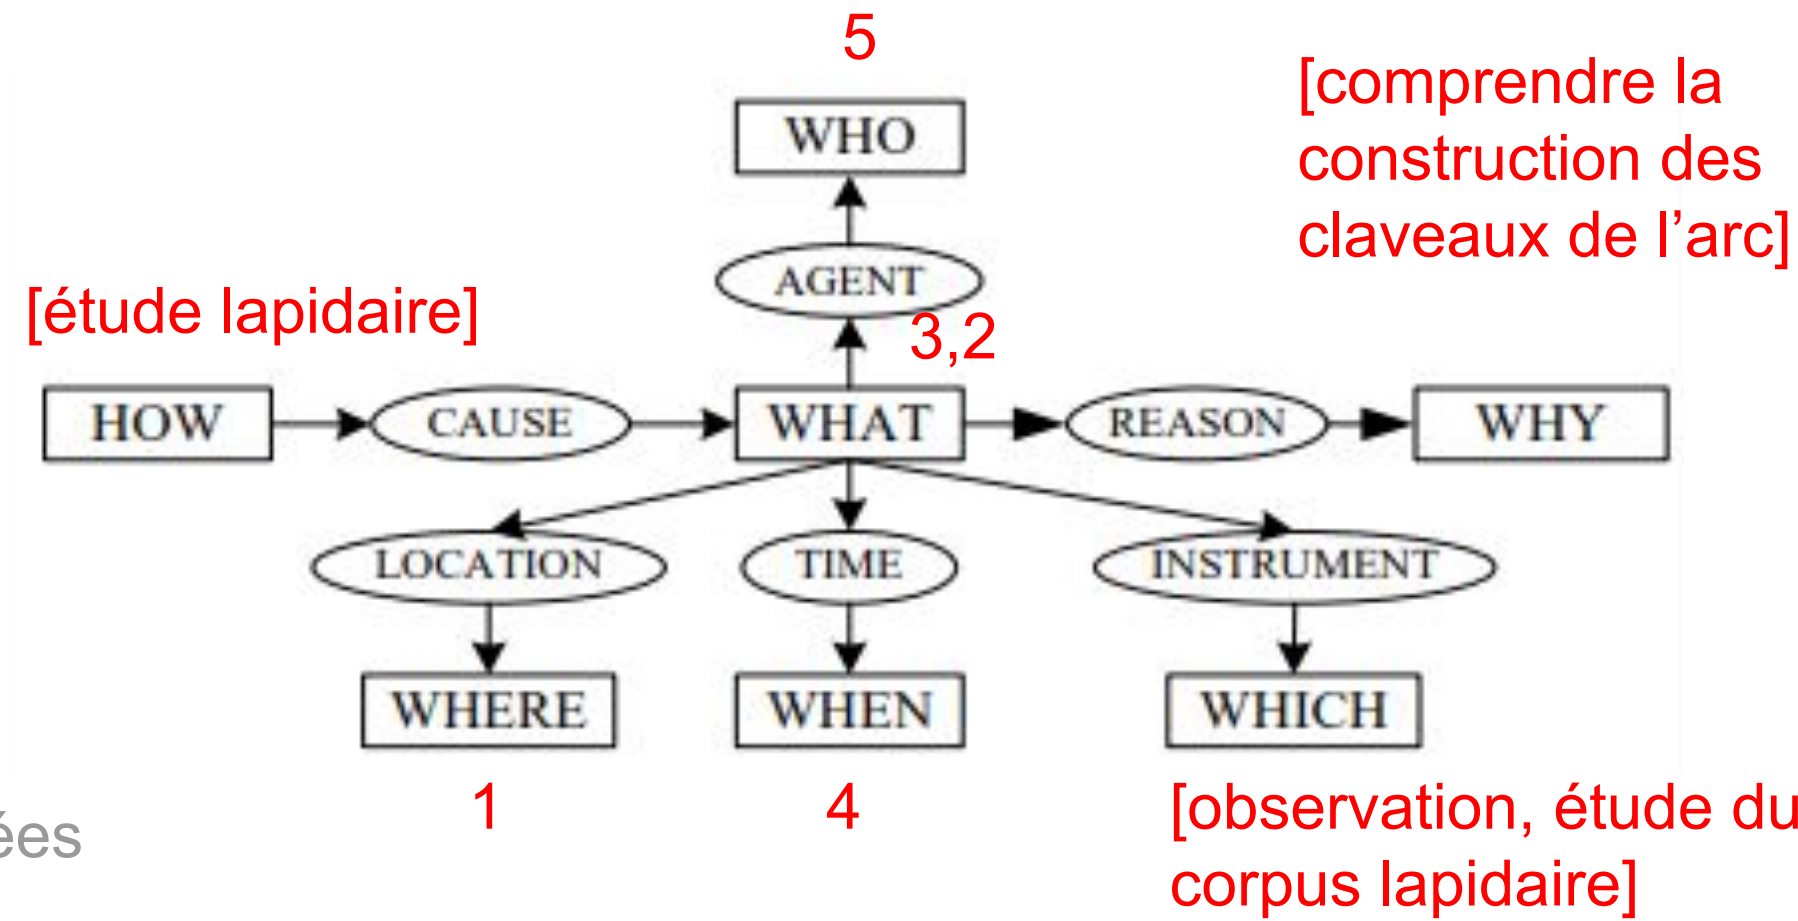 5
[comprendre la
construction des
claveaux de l’arc]
WHO
AGENT
[étude lapidaire]
3,2
HOW
CAUSE
WHAT
REASON
WHY
LOCATION
TIME
INSTRUMENT
WHERE
WHEN
WHICH
1
4
[observation, étude du
corpus lapidaire]
ées